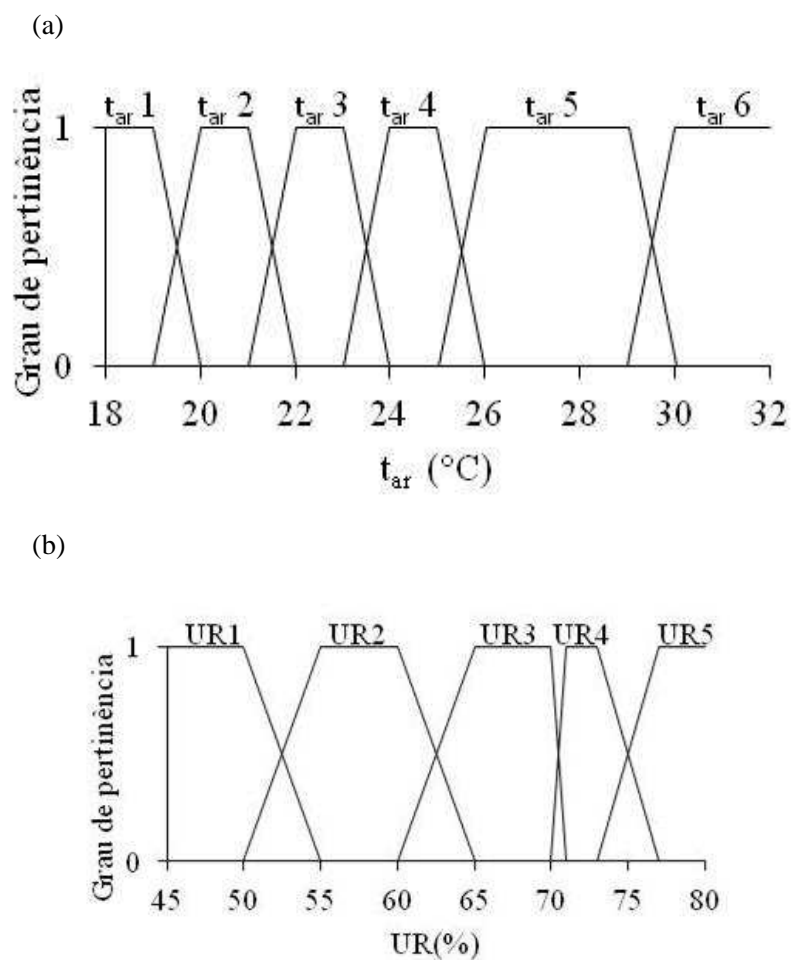 (a)
t_ar 1 t_ar 2 t_ar 3 t_ar 4 t_ar 5 t_ar 6
1
Grau de pertinência
0
18 20 22 24 26 28 30 32
t_ar (°C)
(b)
UR1 UR2 UR3 UR4 UR5
1
Grau de pertinência
0
45 50 55 60 65 70 75 80
UR(%)